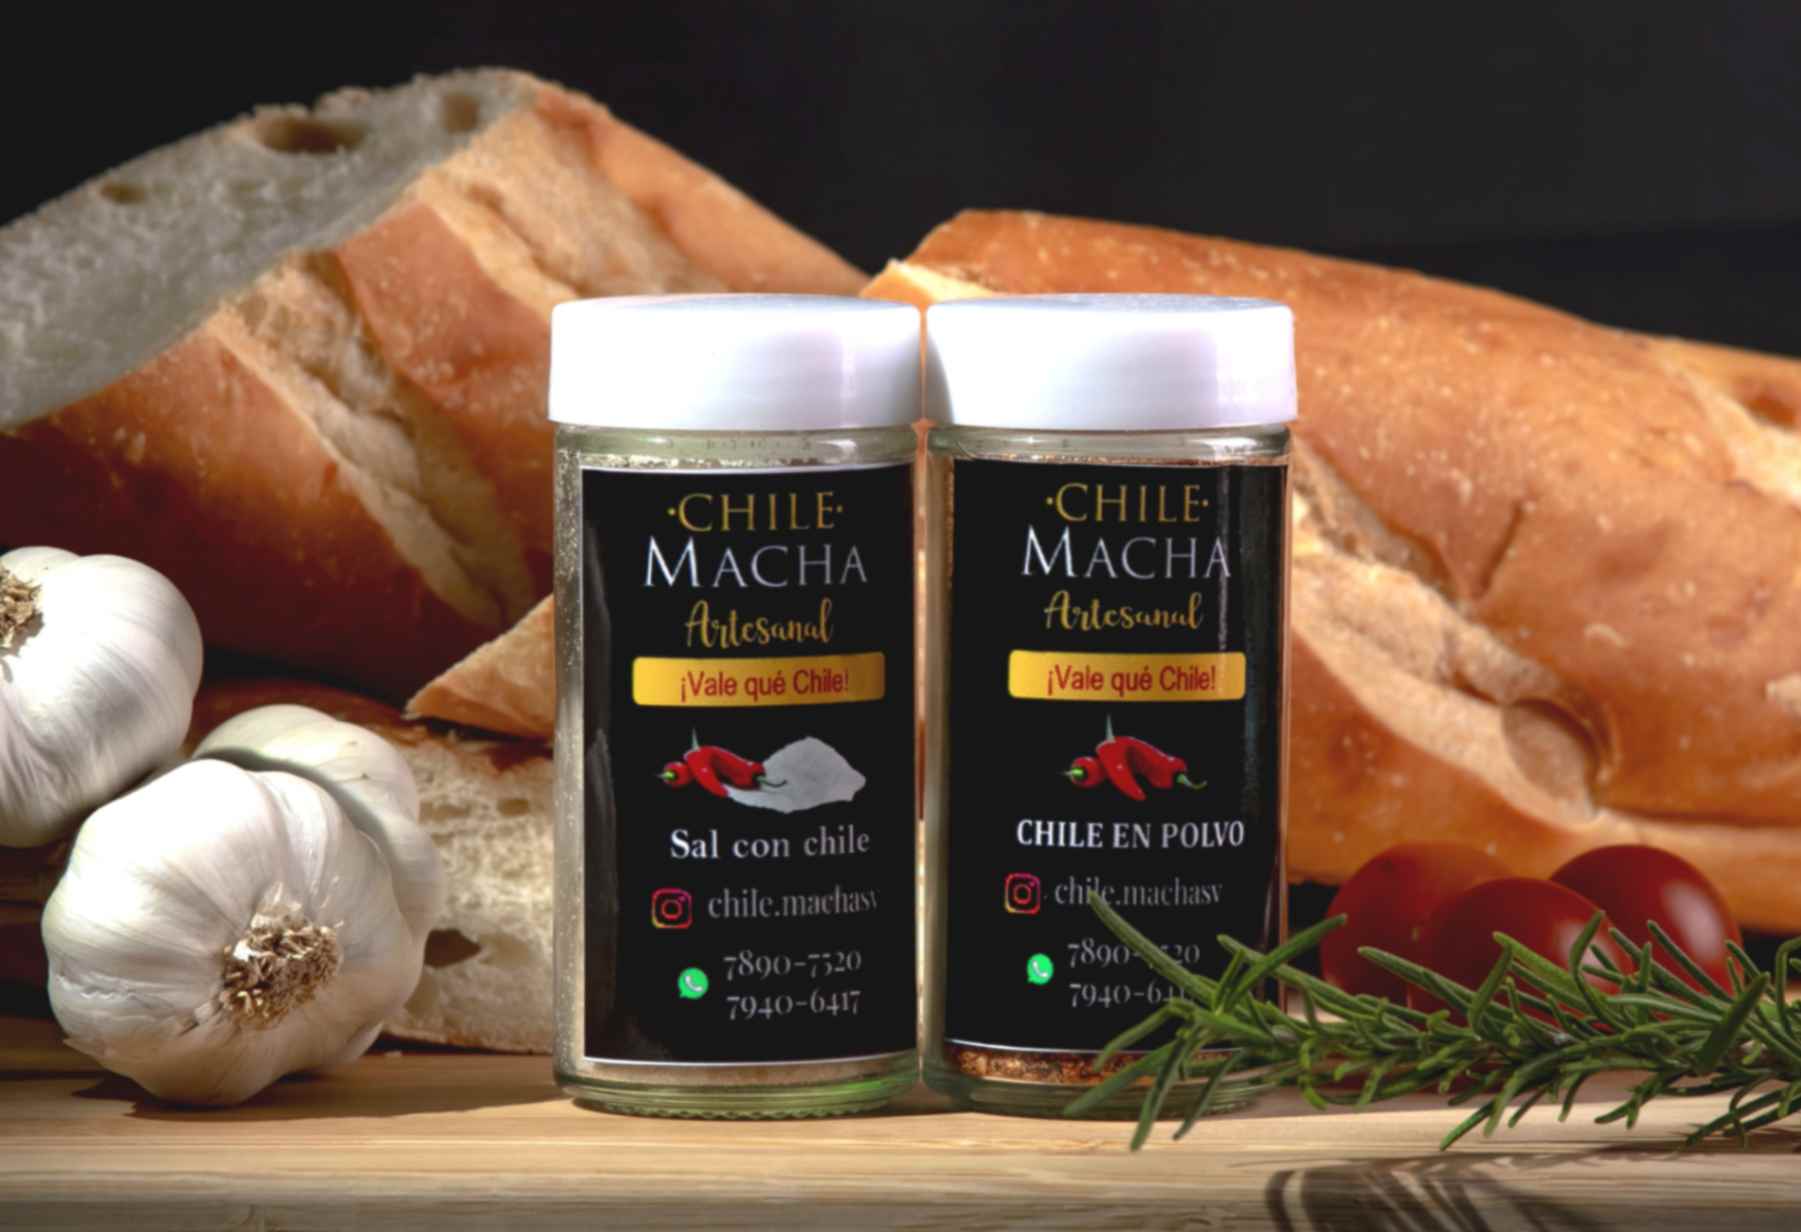 ·CHILE·
MACHA
Artesanal
¡Vale qué Chile!
Sal con chile
chile.machasv
7890-7520
7940-6417
·CHILE·
MACHA
Artesanal
¡Vale qué Chile!
CHILE EN POLVO
chile.machasv